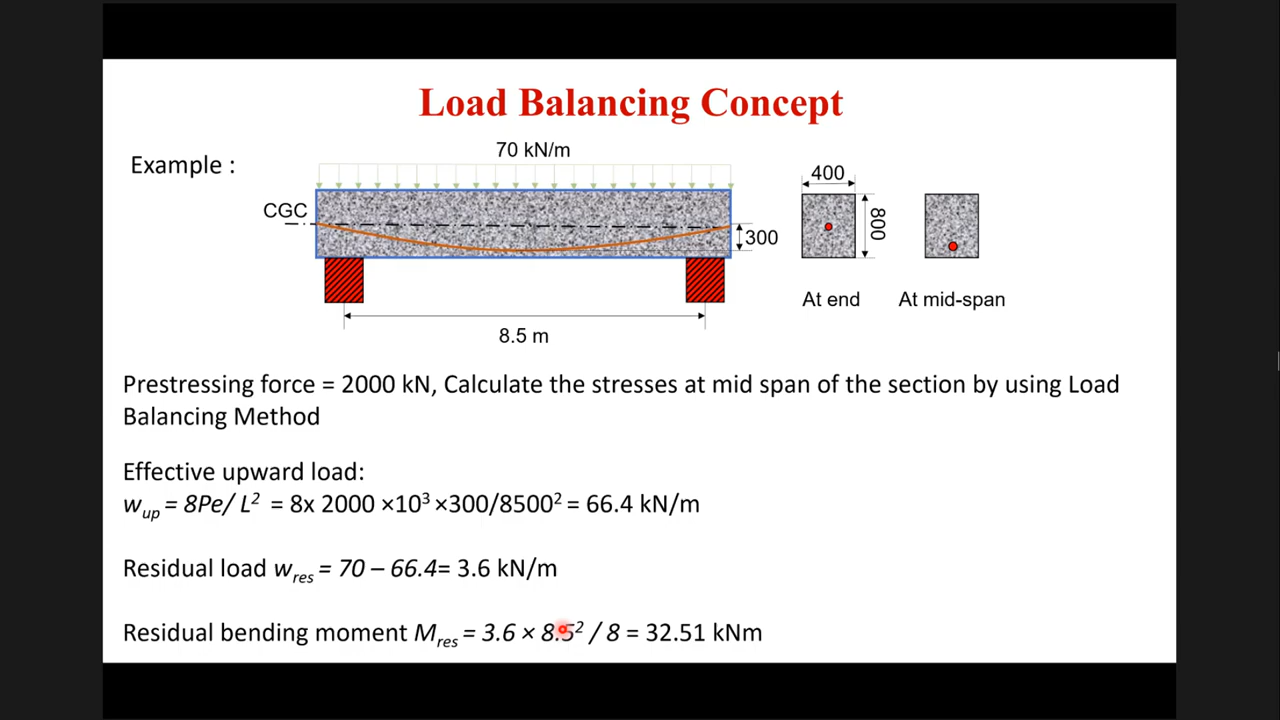 Load Balancing Concept
Example :
70 kN/m
CGC
300
8.5 m
400
800
At end
At mid-span
Prestressing force = 2000 kN, Calculate the stresses at mid span of the section by using Load
Balancing Method
Effective upward load:
w_up = 8Pe/ L² = 8x 2000 ×10³ ×300/8500² = 66.4 kN/m
Residual load w_res = 70 – 66.4= 3.6 kN/m
Residual bending moment M_res = 3.6 × 8.5² / 8 = 32.51 kNm